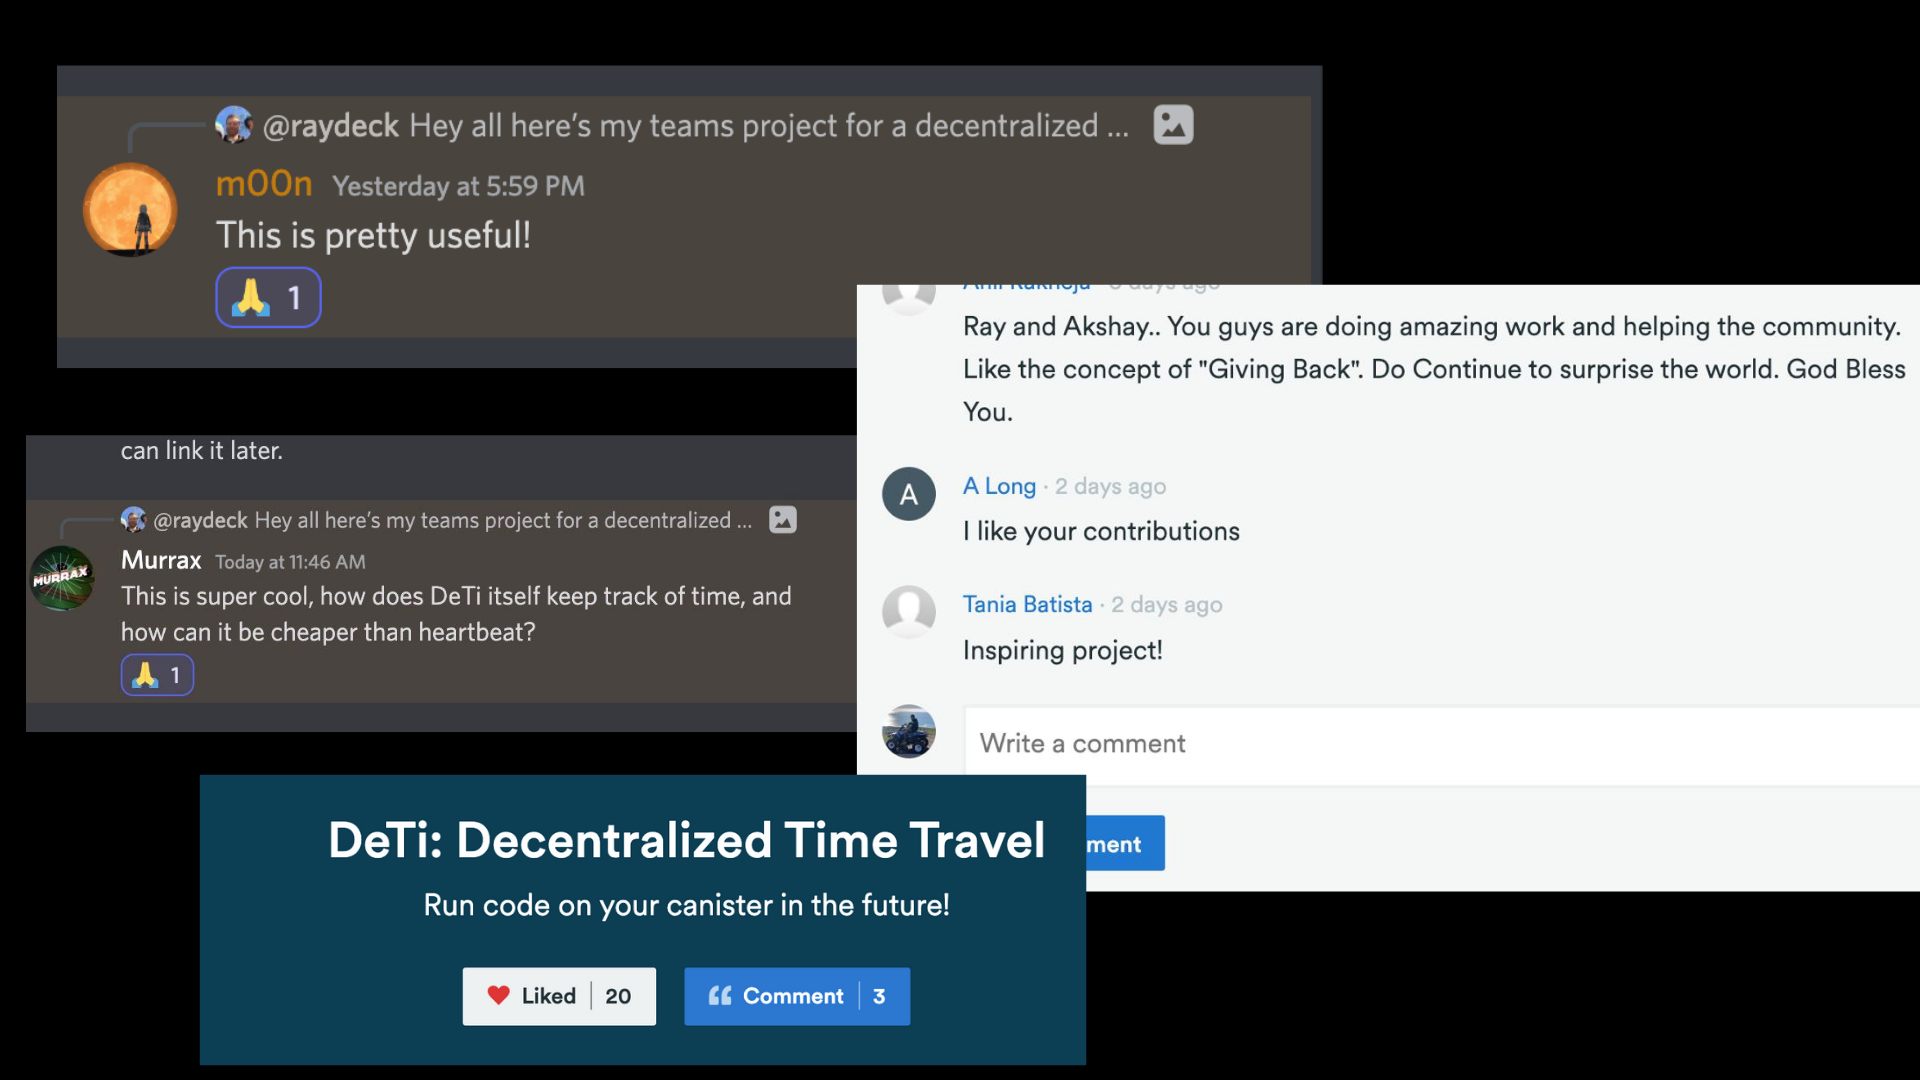 @raydeck Hey all here's my teams project for a decentralized ...
m00n Yesterday at 5:59 PM
This is pretty useful!
🙏 1
can link it later.
@raydeck Hey all here's my teams project for a decentralized ...
MURRAX
Murrax Today at 11:46 AM
This is super cool, how does DeTi itself keep track of time, and
how can it be cheaper than heartbeat?
🙏 1
days ago
Ray and Akshay.. You guys are doing amazing work and helping the community.
Like the concept of "Giving Back". Do Continue to surprise the world. God Bless
You.
A
A Long · 2 days ago
I like your contributions
Tania Batista · 2 days ago
Inspiring project!
Write a comment
ment
DeTi: Decentralized Time Travel
Run code on your canister in the future!
Liked 20
Comment 3